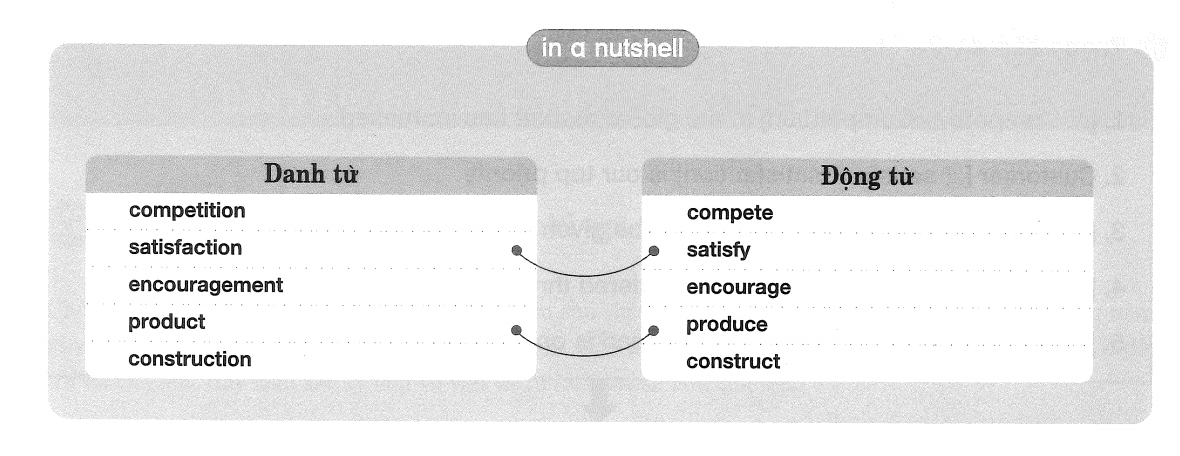 in a nutshell
Danh từ
competition
satisfaction
encouragement
product
construction
Động từ
compete
satisfy
encourage
produce
construct